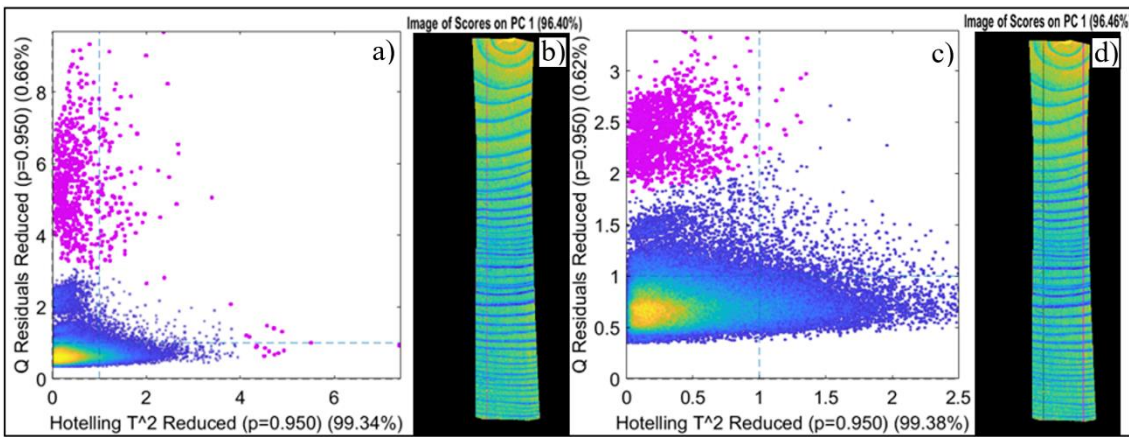 Image of Scores on PC 1 (96.40%)
Image of Scores on PC 1 (96.46%)
a)
b)
c)
d)
Q Residuals Reduced (p=0.950) (0.66%)
8
6
4
2
0
0
2
4
6
Hotelling T^2 Reduced (p=0.950) (99.34%)
Q Residuals Reduced (p=0.950) (0.62%)
3
2.5
2
1.5
1
0.5
0
0
0.5
1
1.5
2
2.5
Hotelling T^2 Reduced (p=0.950) (99.38%)